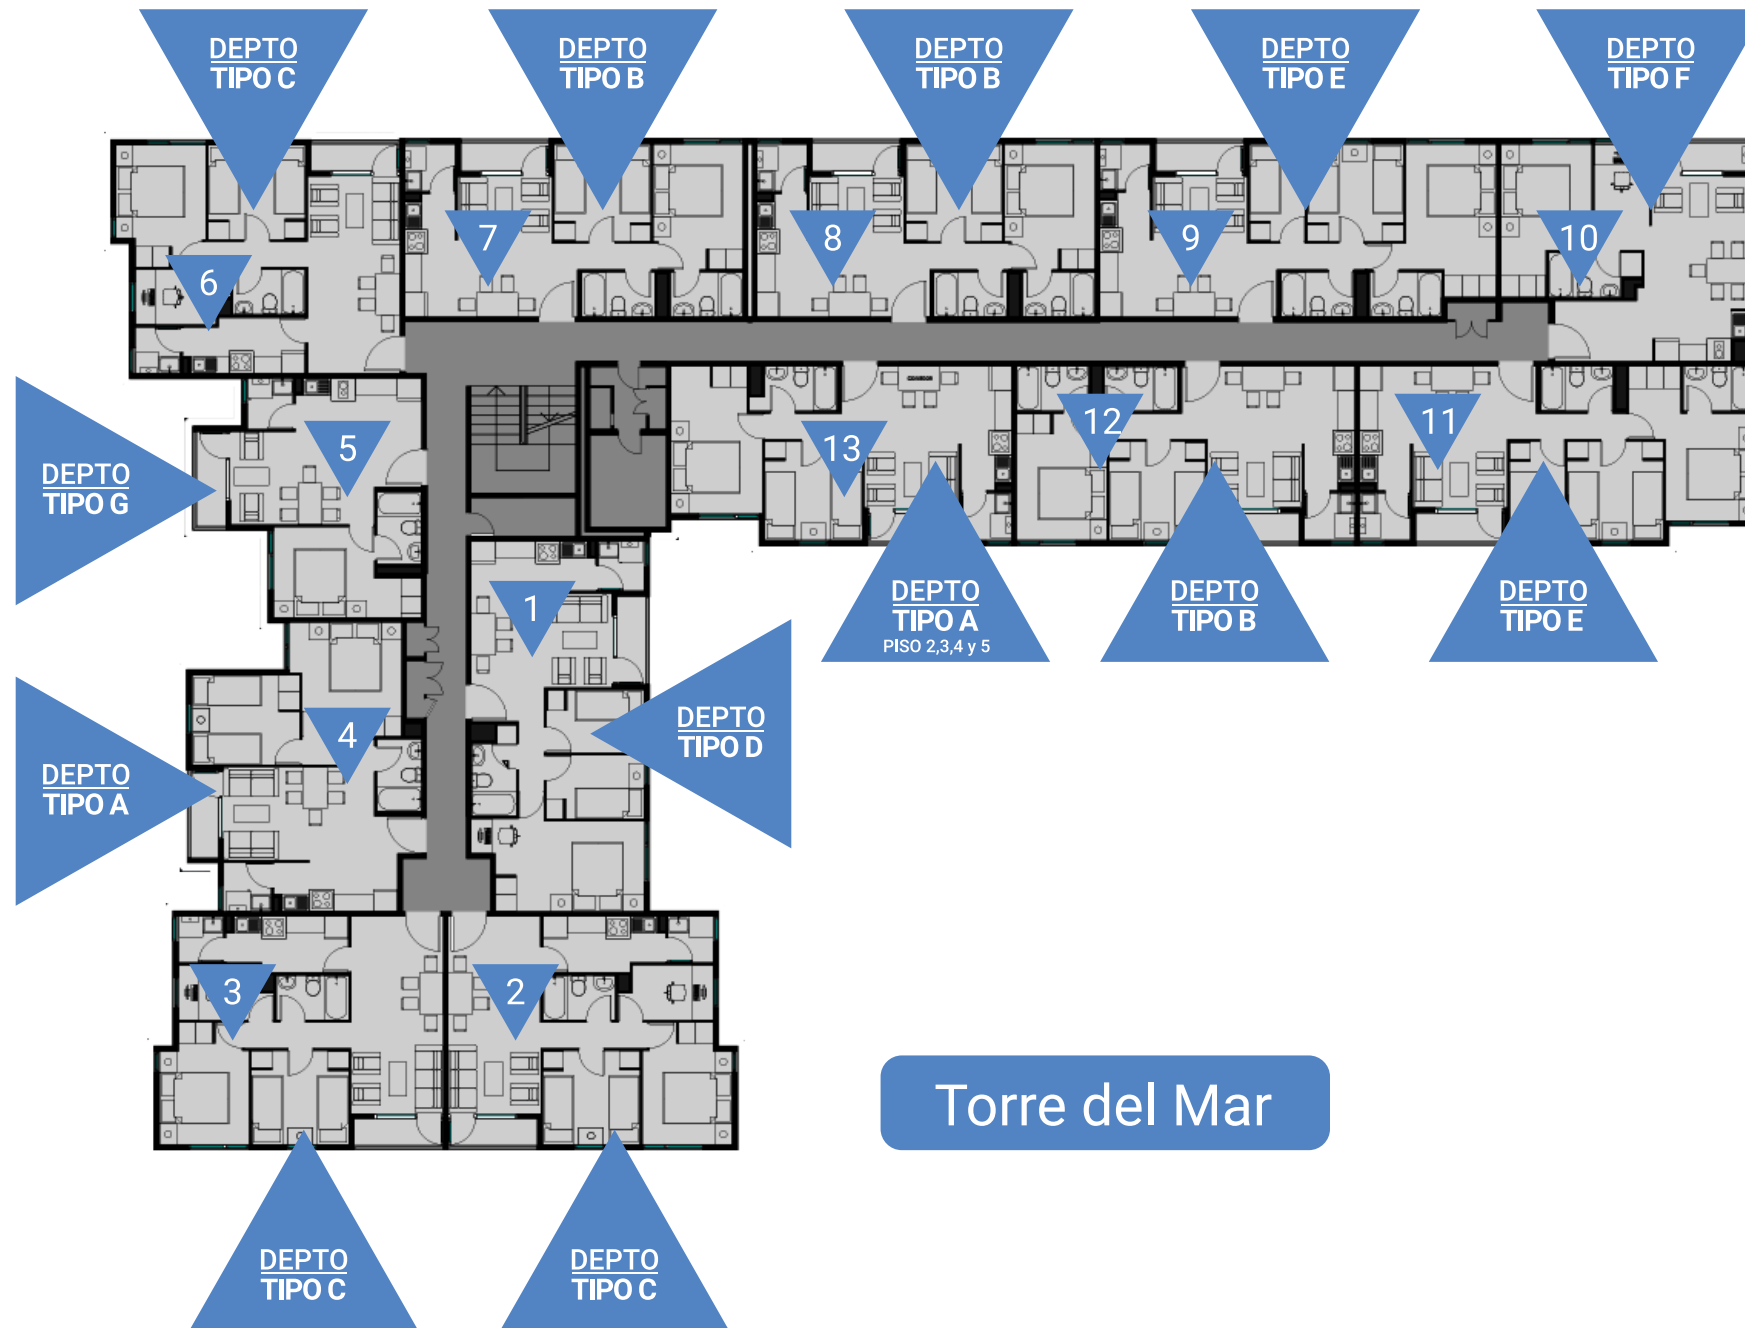 DEPTO
TIPO C
DEPTO
TIPO B
DEPTO
TIPO B
DEPTO
TIPO E
DEPTO
TIPO F
6
7
8
9
10
5
13
12
11
DEPTO
TIPO G
DEPTO
TIPO A
PISO 2,3,4 y 5
DEPTO
TIPO B
DEPTO
TIPO E
1
4
DEPTO
TIPO D
DEPTO
TIPO A
3
2
Torre del Mar
DEPTO
TIPO C
DEPTO
TIPO C